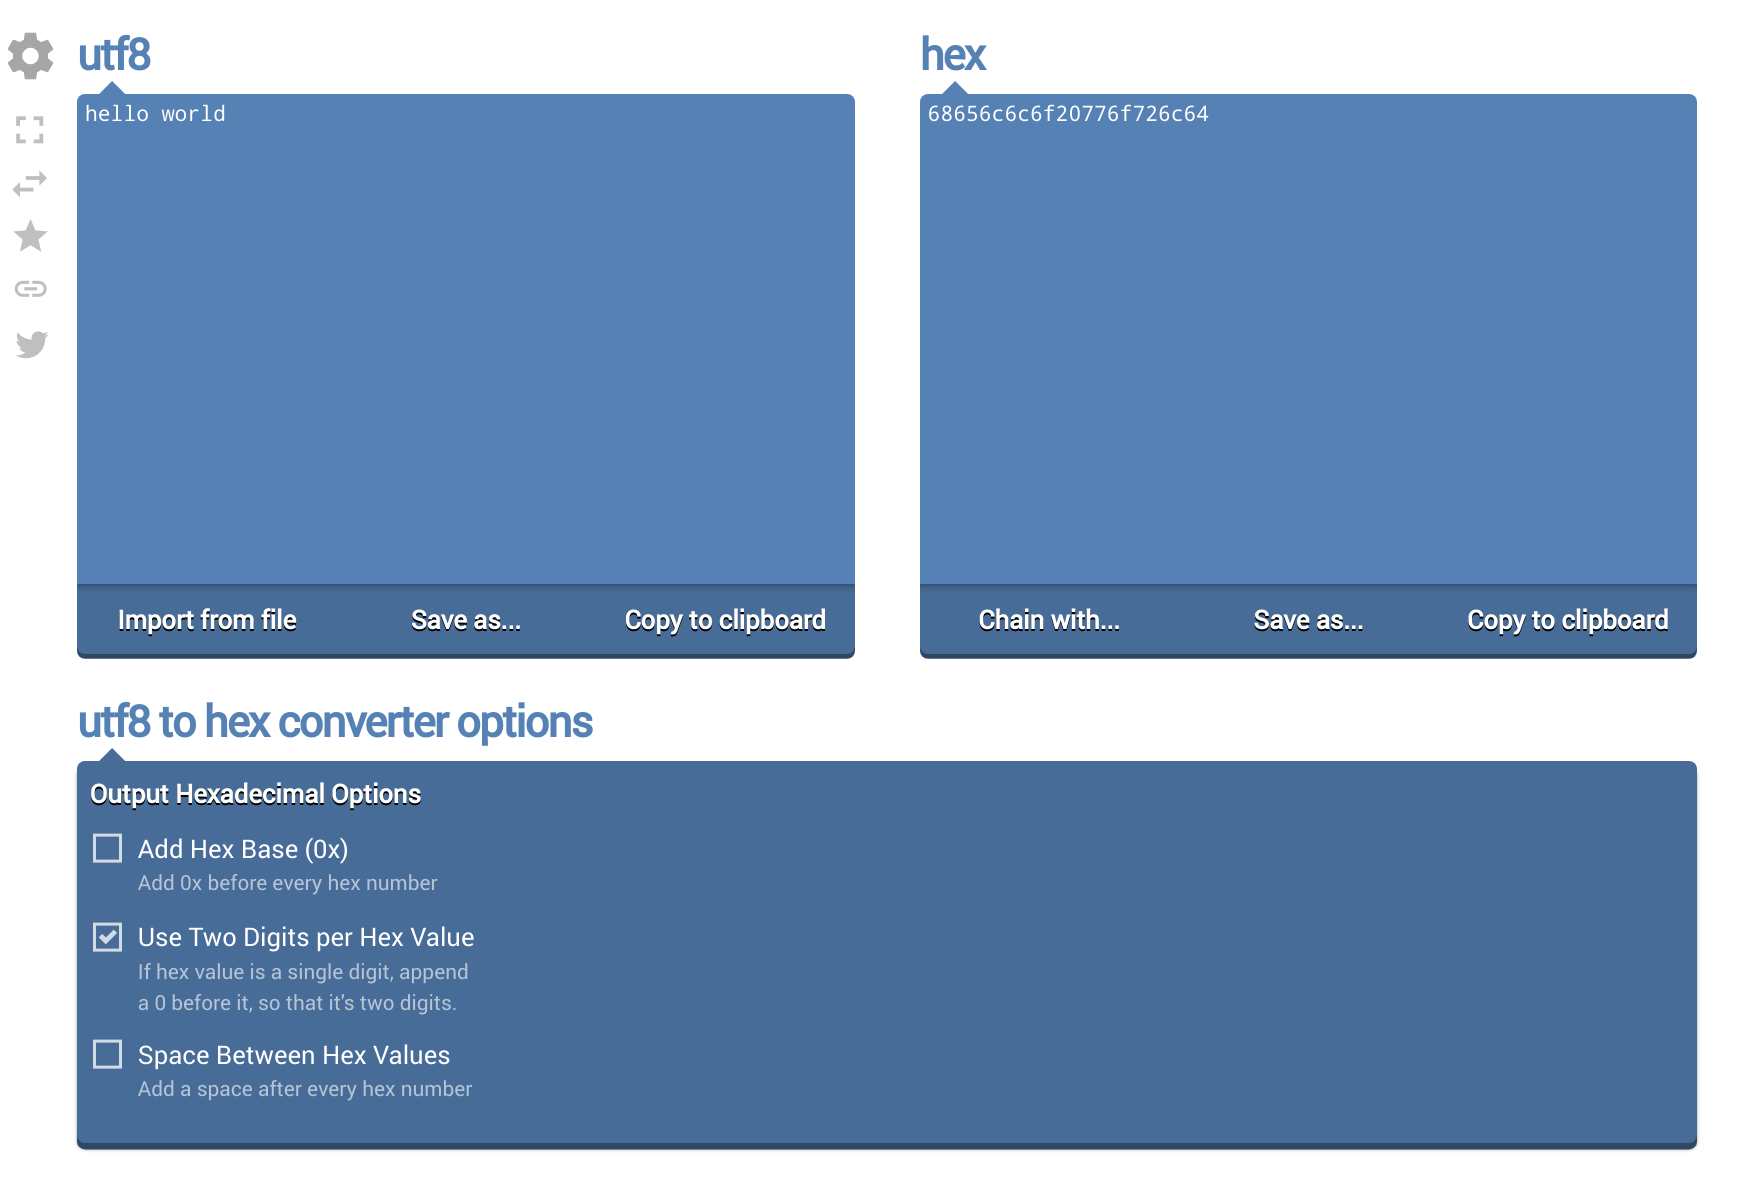 utf8
hello world
Import from file
Save as...
Copy to clipboard
hex
68656c6c6f20776f726c64
Chain with...
Save as...
Copy to clipboard
utf8 to hex converter options
Output Hexadecimal Options
Add Hex Base (0x)
Add 0x before every hex number
Use Two Digits per Hex Value
If hex value is a single digit, append
a 0 before it, so that it's two digits.
Space Between Hex Values
Add a space after every hex number